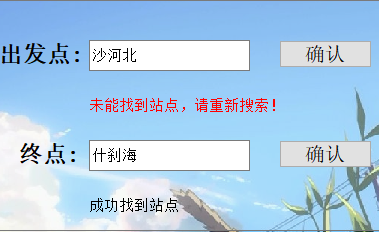 出发点： 沙河北 确认
未能找到站点，请重新搜索！
终点： 什刹海 确认
成功找到站点